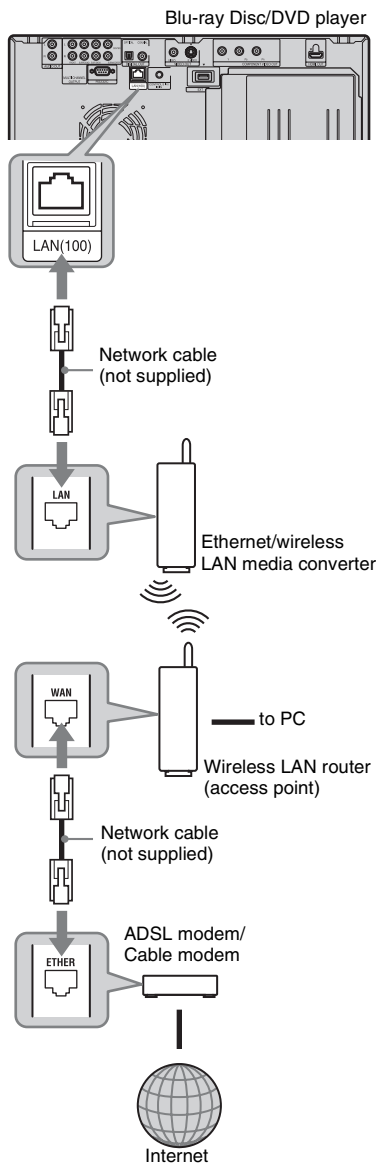 Blu-ray Disc/DVD player
LAN(100)
Network cable
(not supplied)
LAN
Ethernet/wireless
LAN media converter
WAN
to PC
Wireless LAN router
(access point)
Network cable
(not supplied)
ADSL modem/
Cable modem
ETHER
Internet